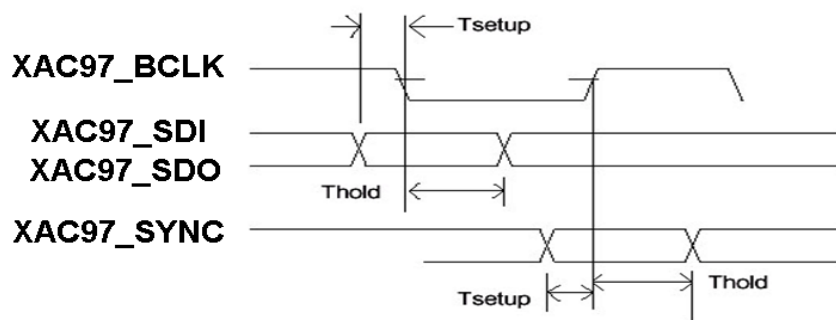 Tsetup
XAC97_BCLK
XAC97_SDI
XAC97_SDO
Thold
XAC97_SYNC
Thold
Tsetup